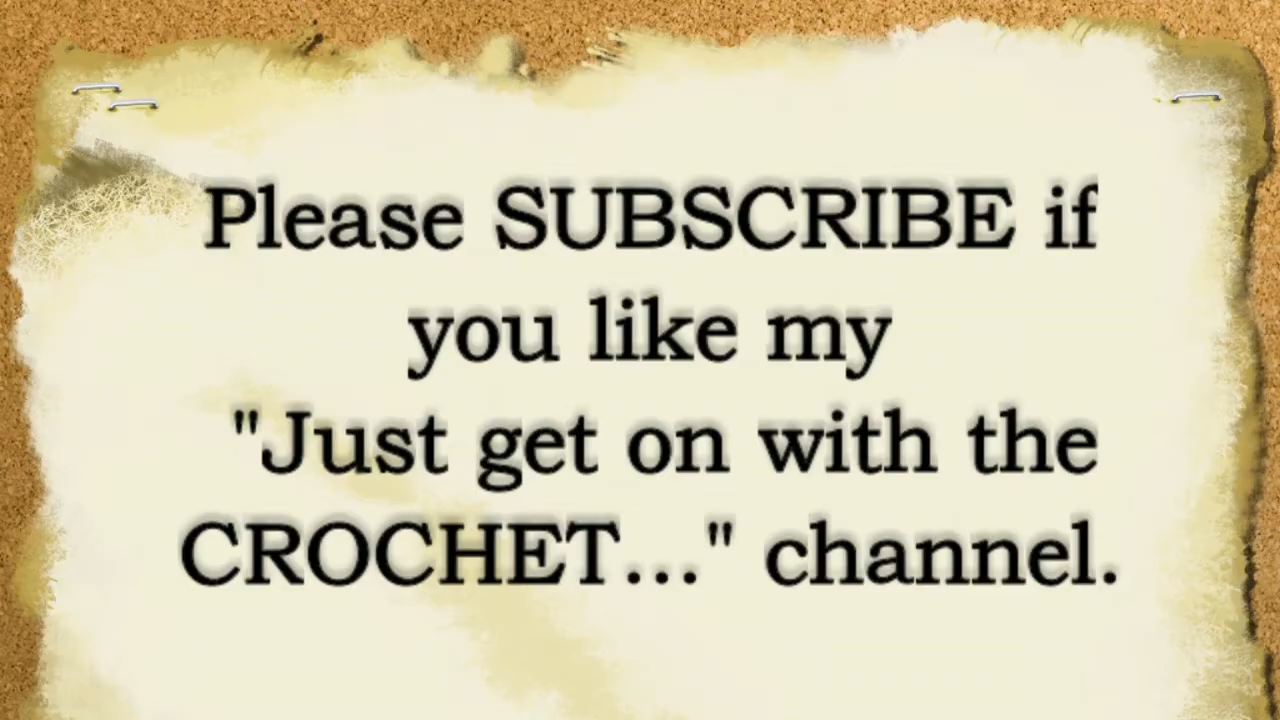 Please SUBSCRIBE if
you like my
"Just get on with the
CROCHET..." channel.